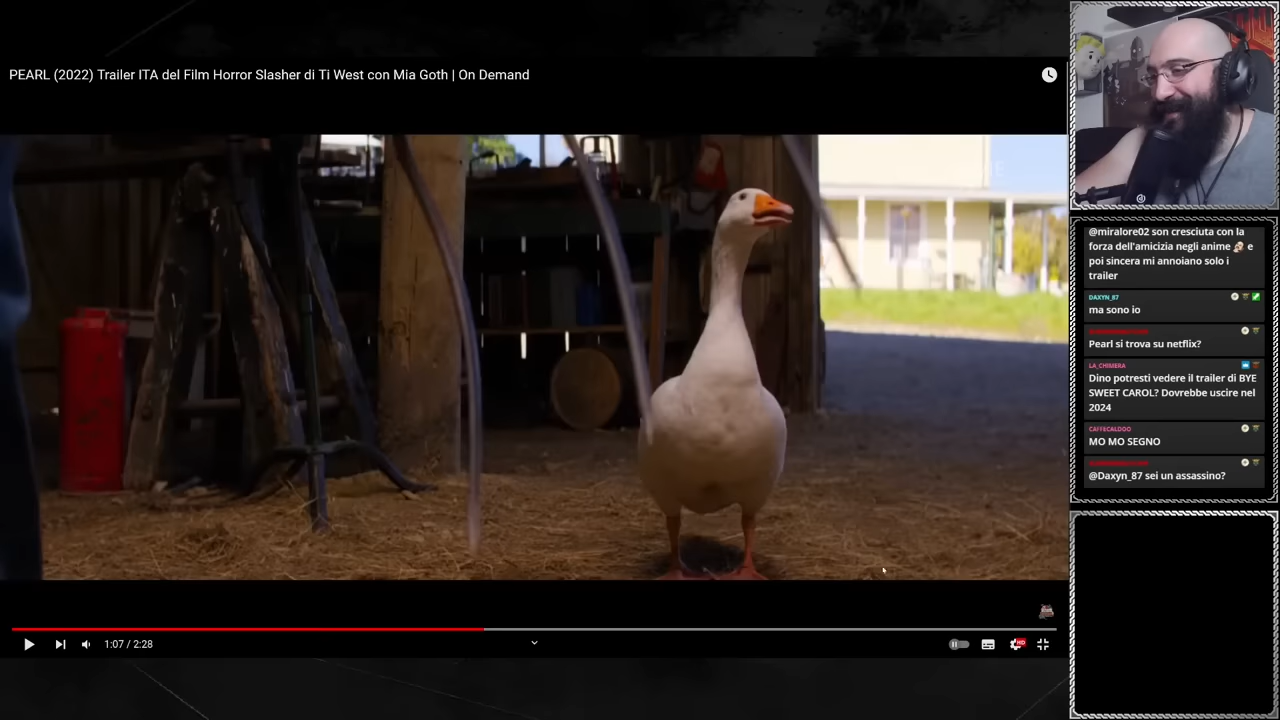 PEARL (2022) Trailer ITA del Film Horror Slasher di Ti West con Mia Goth | On Demand
@miralore02 son cresciuta con la
forza dell'amicizia negli anime e
poi sincera mi annoiano solo i
trailer
DAXYN_87
ma sono io
Pearl si trova su netflix?
LA_CHIMERA
Dino potresti vedere il trailer di BYE
SWEET CAROL? Dovrebbe uscire nel
2024
CAFFECALDOO
MO MO SEGNO
@Daxyn_87 sei un assassino?
1:07 / 2:28
HD